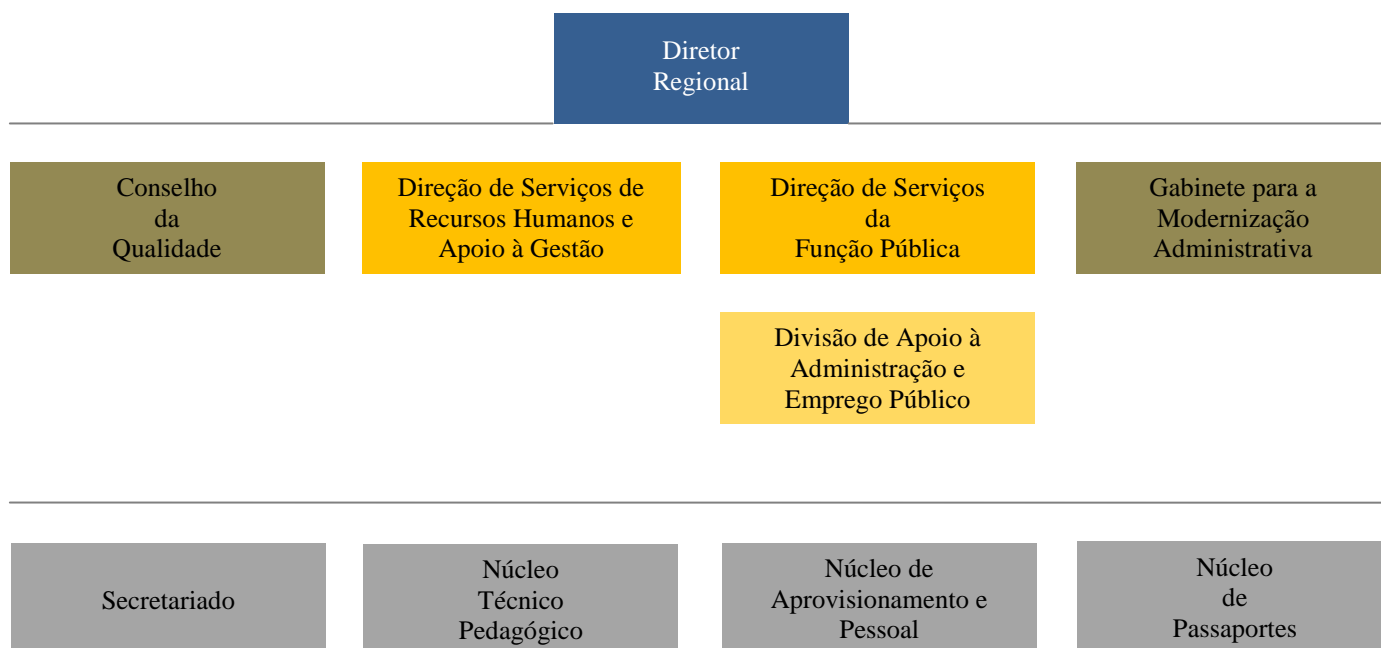 Diretor
Regional
Conselho
da
Qualidade
Direção de Serviços de
Recursos Humanos e
Apoio à Gestão
Direção de Serviços
da
Função Pública
Gabinete para a
Modernização
Administrativa
Divisão de Apoio à
Administração e
Emprego Público
Secretariado
Núcleo
Técnico
Pedagógico
Núcleo de
Aprovisionamento e
Pessoal
Núcleo
de
Passaportes